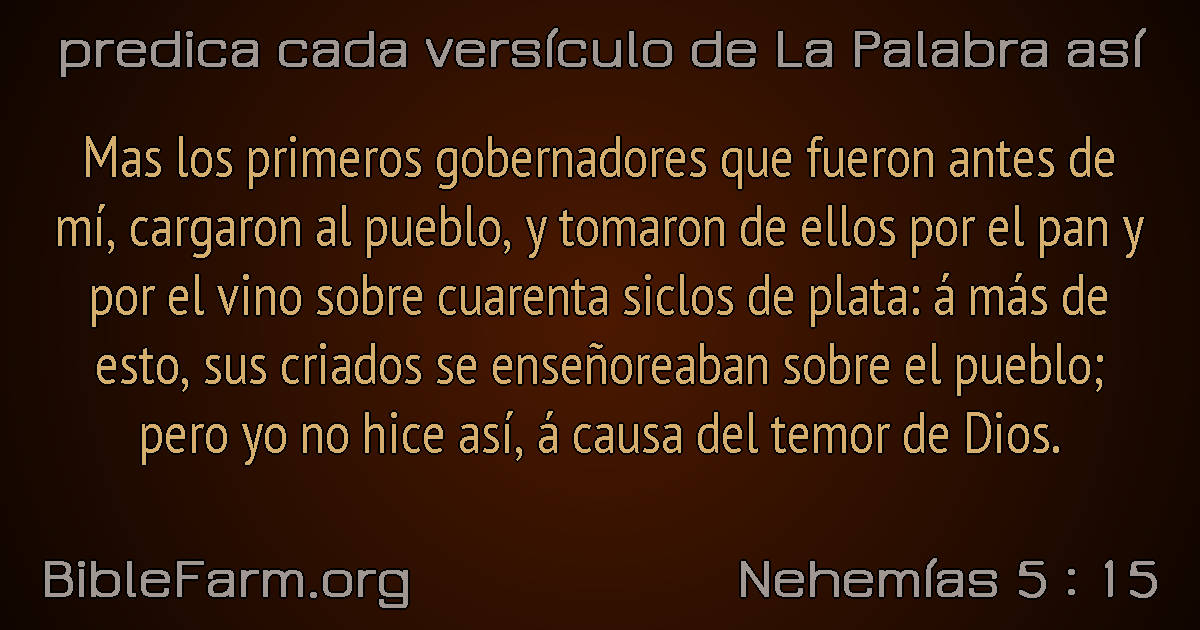 predica cada versículo de La Palabra así
Mas los primeros gobernadores que fueron antes de
mí, cargaron al pueblo, y tomaron de ellos por el pan y
por el vino sobre cuarenta siclos de plata: á más de
esto, sus criados se enseñoreaban sobre el pueblo;
pero yo no hice así, á causa del temor de Dios.
BibleFarm.org
Nehemías 5 : 15